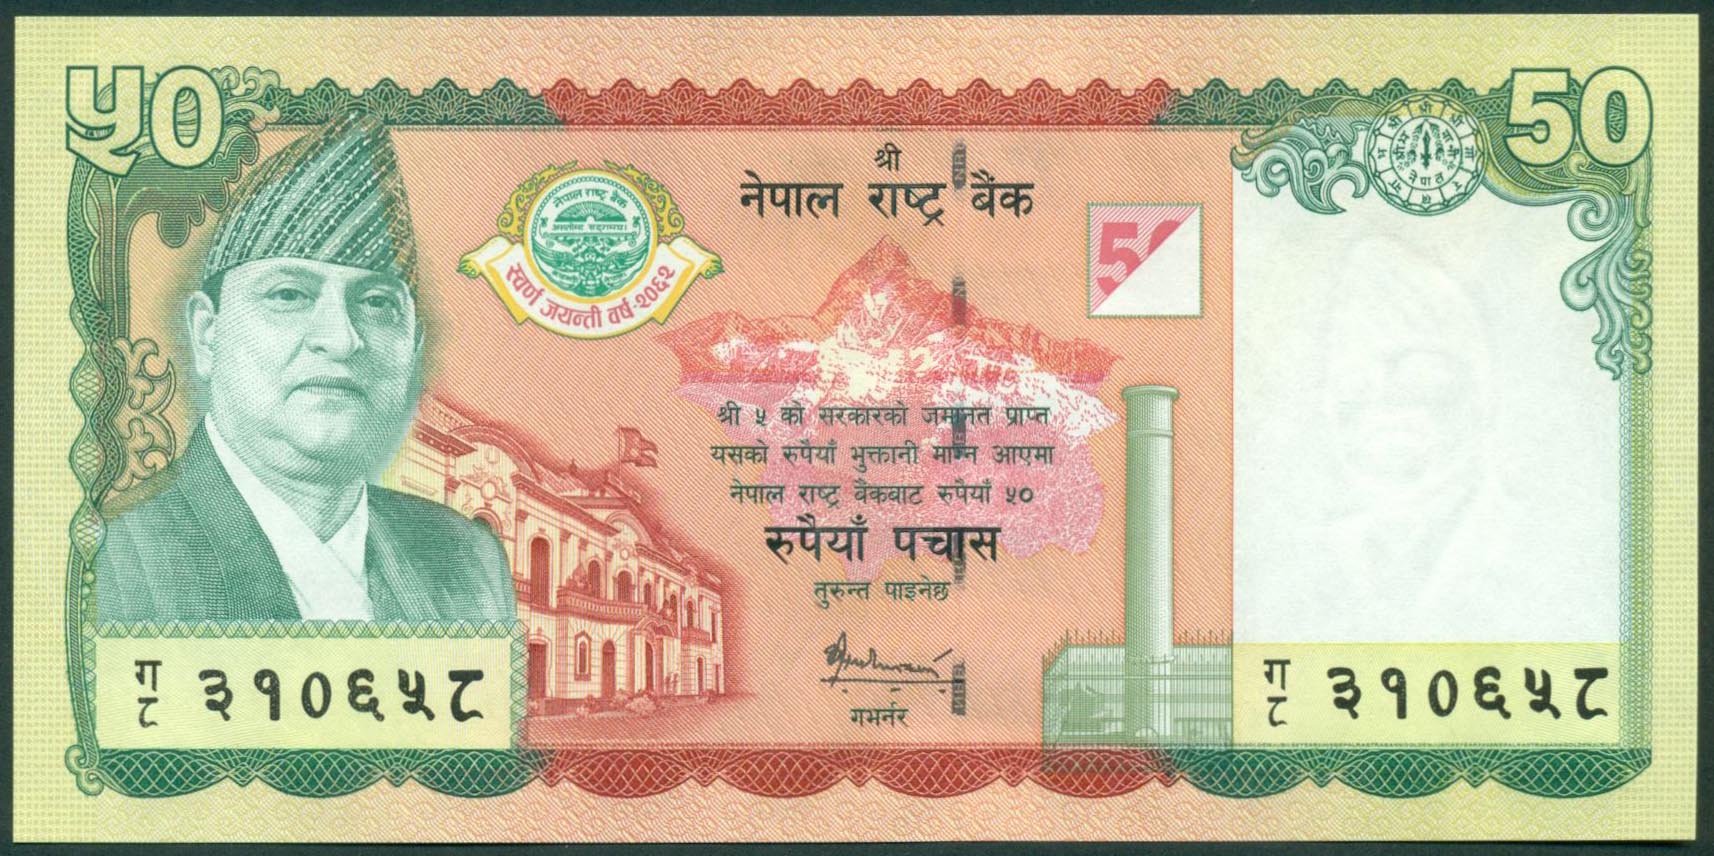 ५० 50
श्री
नेपाल राष्ट्र बैंक
नेपाल राष्ट्र बैंक
स्वर्ण जयन्ती वर्ष-२०६२
50
श्री ५ को सरकारको जमानत प्राप्त
यसको रुपैयाँ भुक्तानी माग्न आएमा
नेपाल राष्ट्र बैंकबाट रुपैयाँ ५०
रुपैयाँ पचास
तुरुन्त पाइनेछ
गभर्नर
ग/८ ३१०६५८
ग/८ ३१०६५८